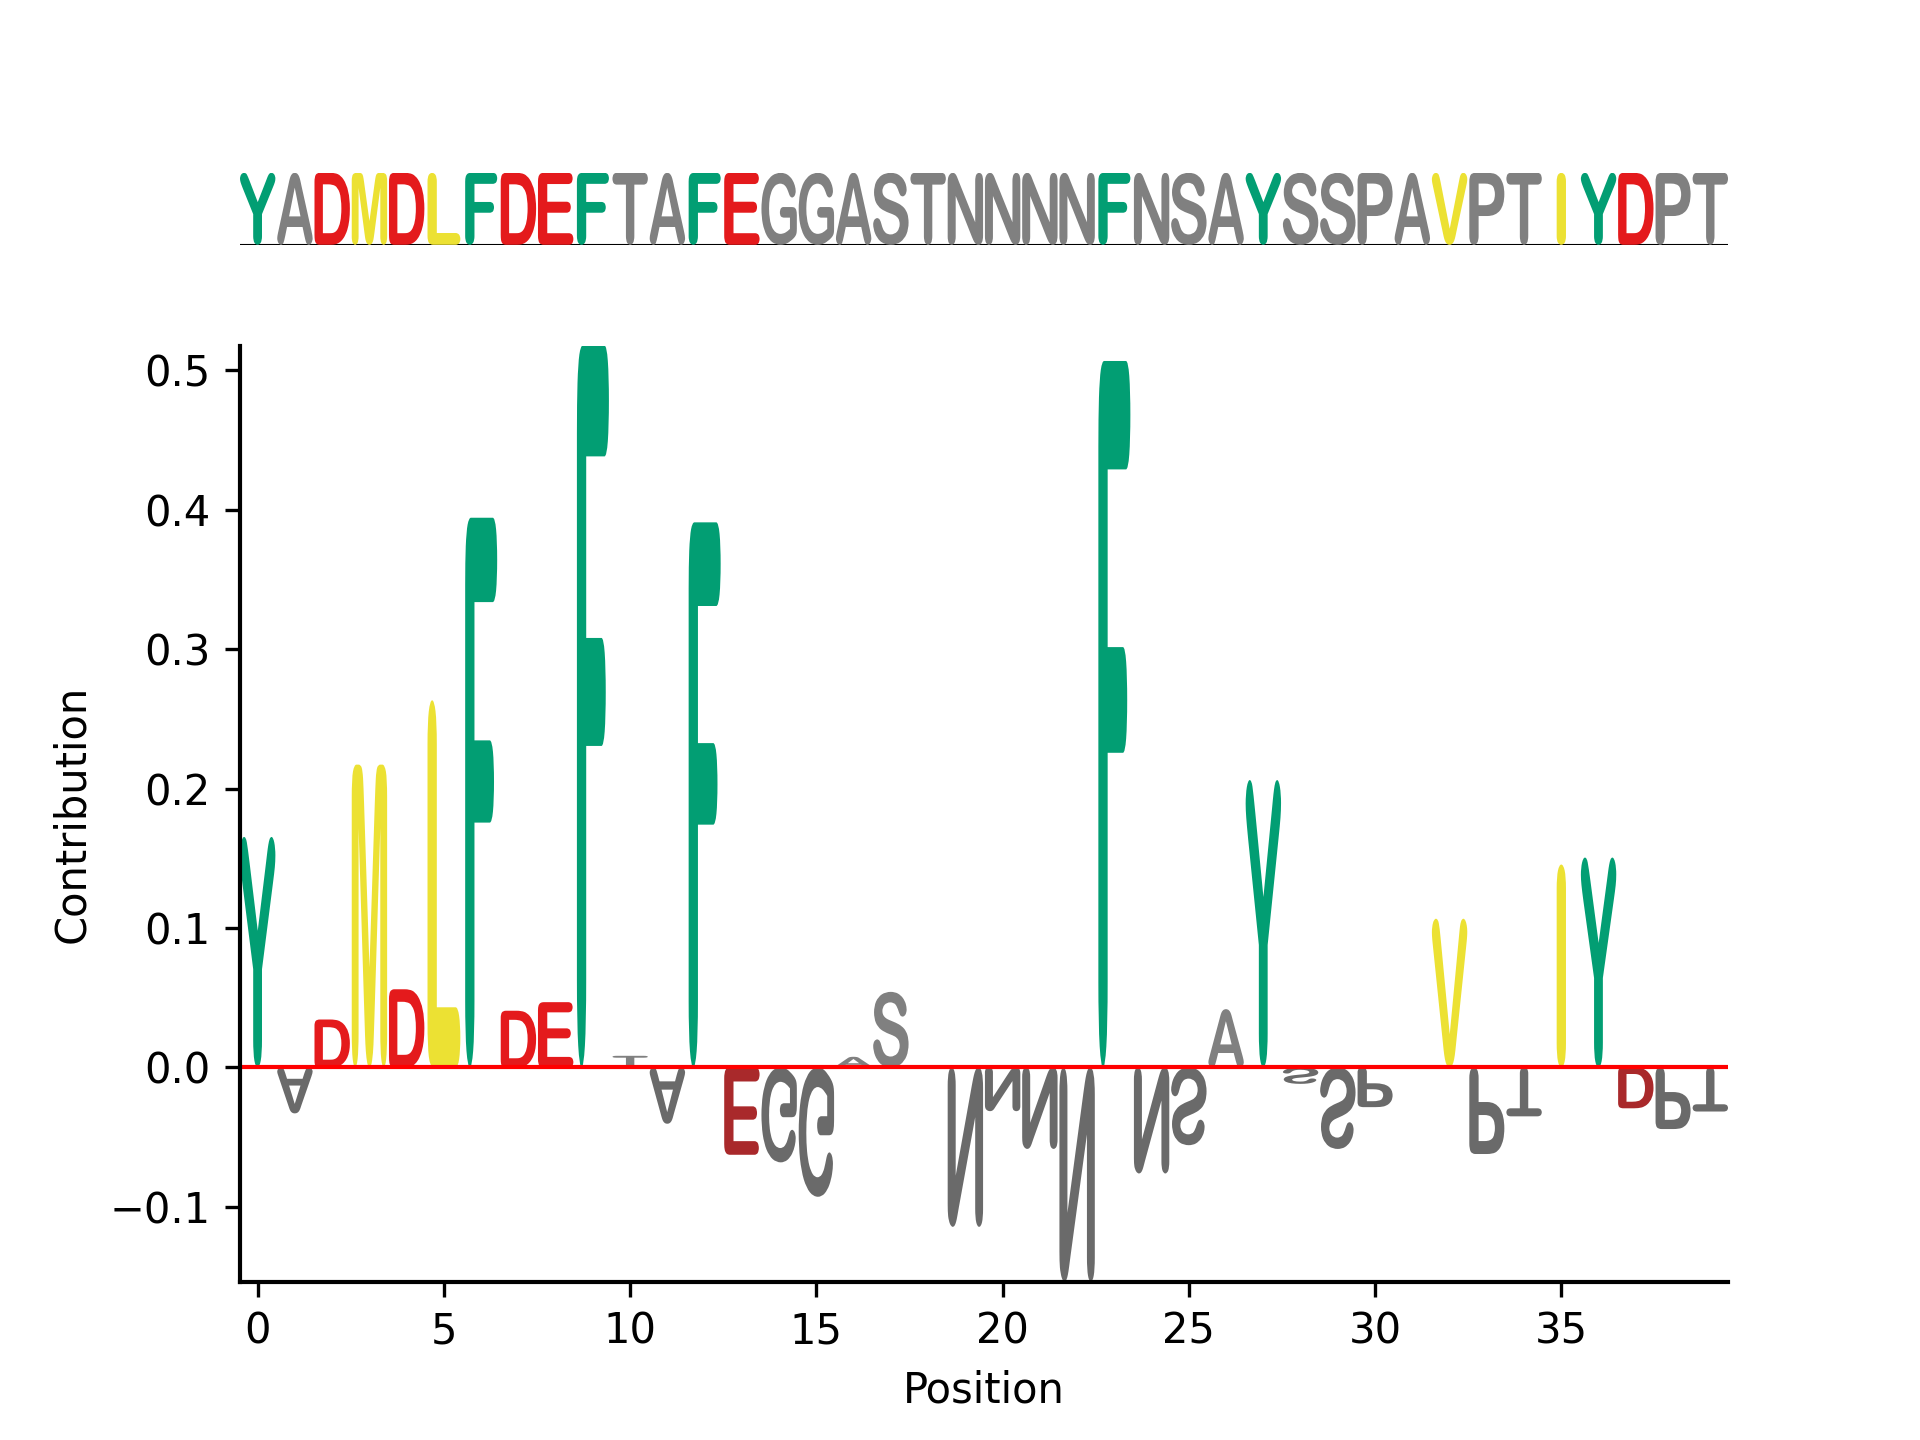 YADMDLFDEFTAFEGGASTNNNNFNSAYSSPAVPTIYDPT
0.5
0.4
0.3
0.2
0.1
0.0
−0.1
Contribution
YADMDLFDEFTAFEGGASNNNNFNSAYSSPVPTIYDPT
0 5 10 15 20 25 30 35
Position